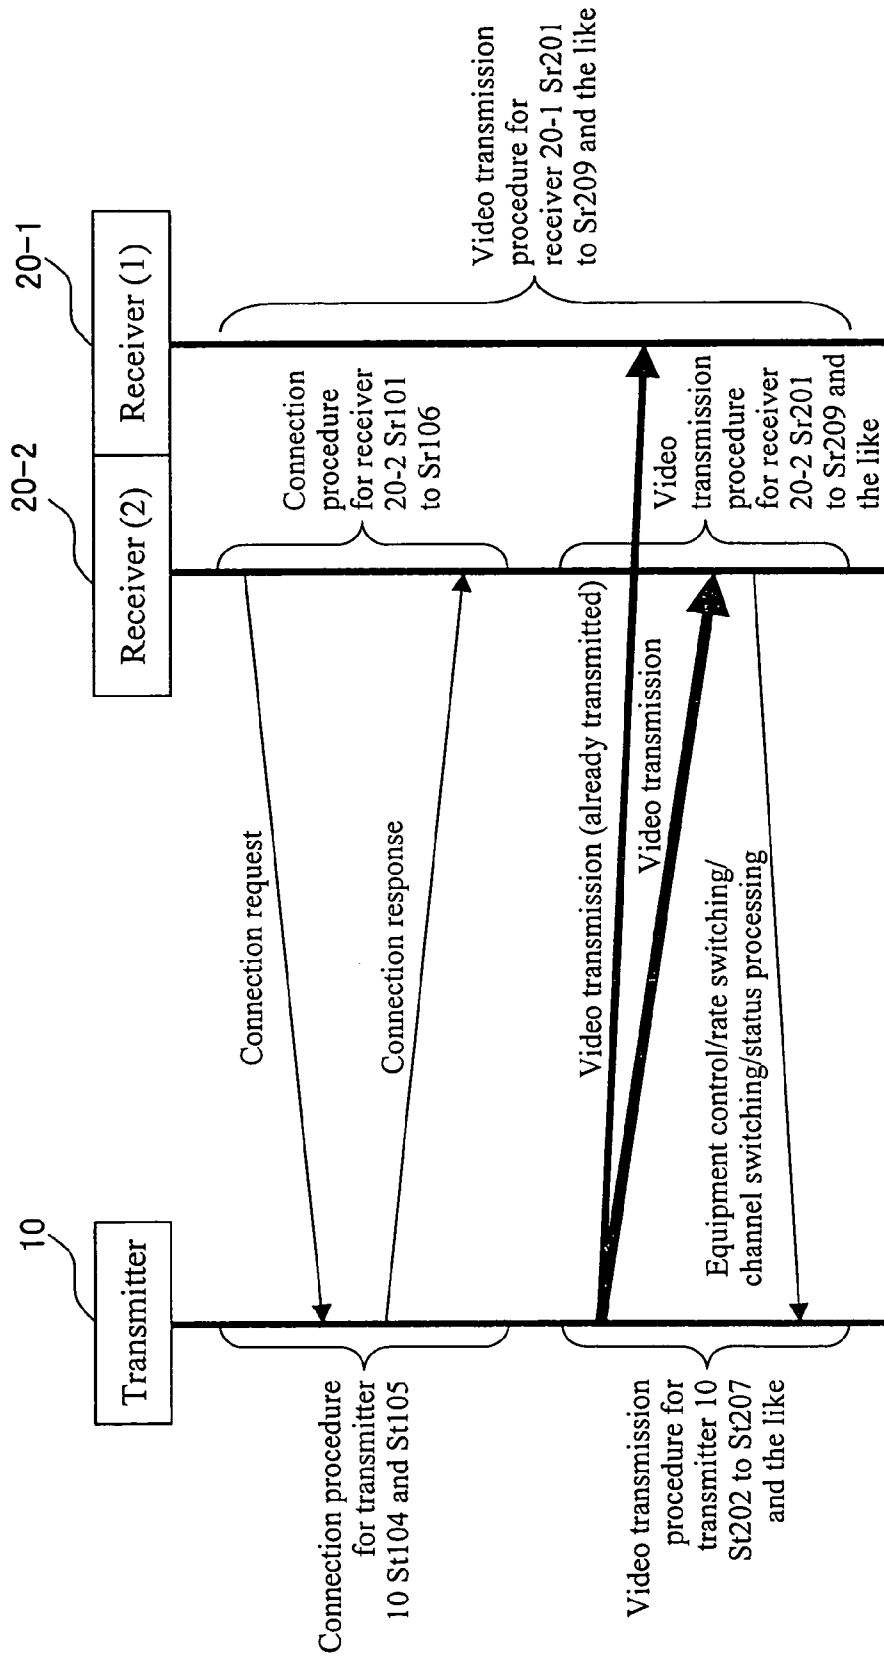 10
Transmitter
20-2
Receiver (2)
20-1
Receiver (1)
Connection procedure
for transmitter
10 St104 and St105
Connection request
Connection response
Connection
procedure
for receiver
20-2 Sr101
to Sr106
Video transmission
procedure for
receiver 20-1 Sr201
to Sr209 and the like
Video transmission
procedure for
transmitter 10
St202 to St207
and the like
Video transmission (already transmitted)
Video transmission
Equipment control/rate switching/
channel switching/status processing
Video
transmission
procedure
for receiver
20-2 Sr201
to Sr209 and
the like